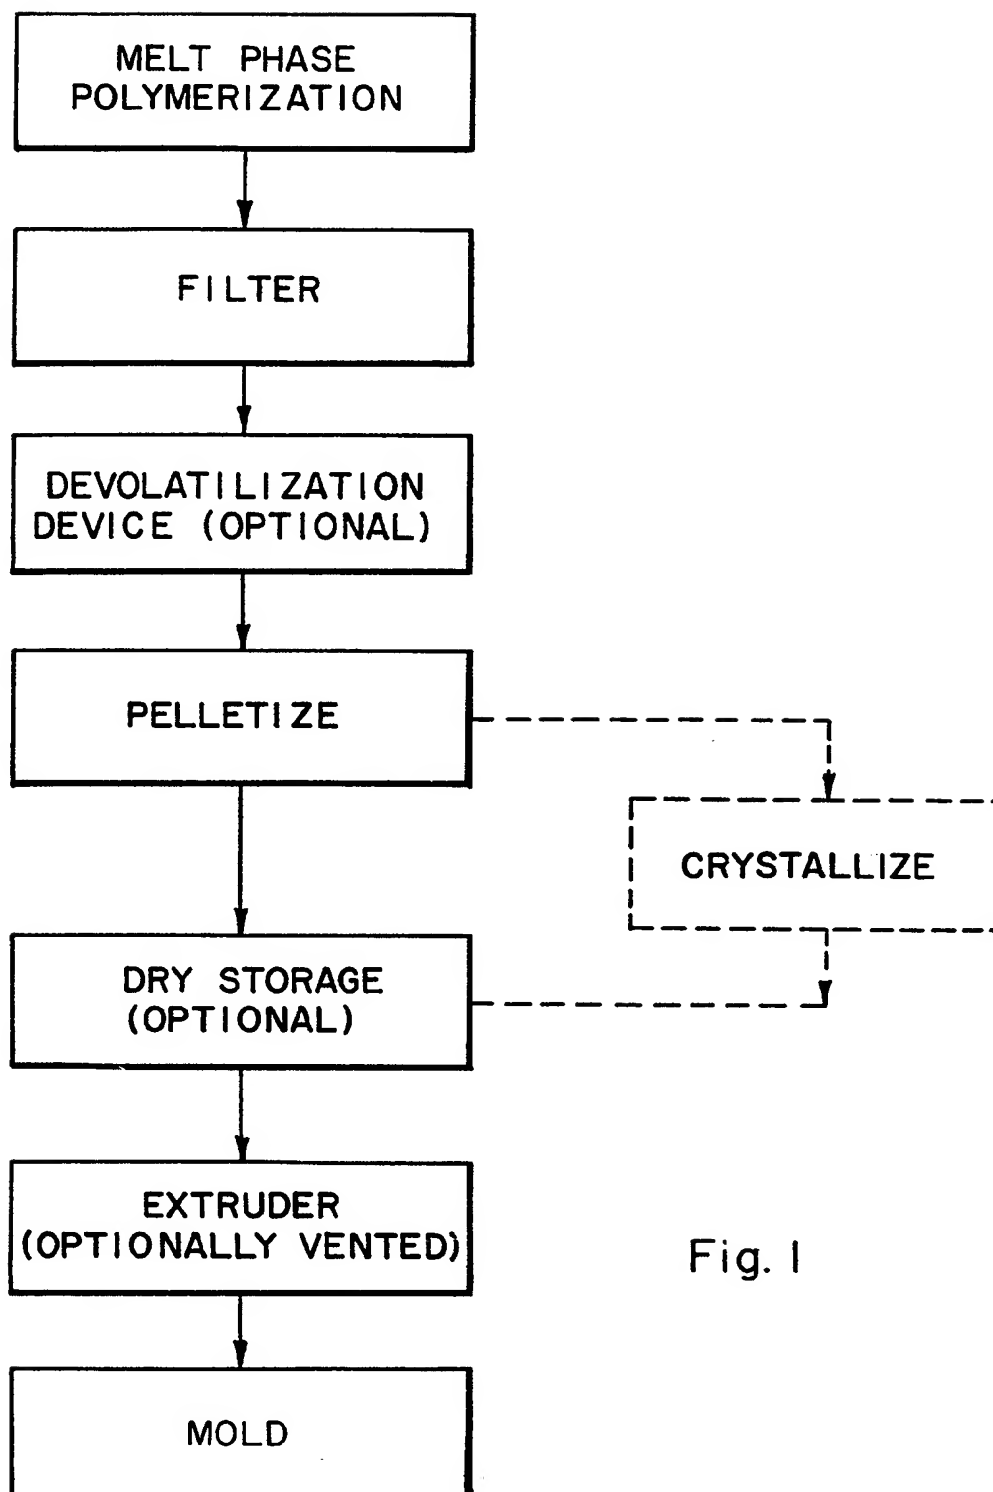 MELT PHASE
POLYMERIZATION
FILTER
DEVOLATILIZATION
DEVICE (OPTIONAL)
PELLETIZE
CRYSTALLIZE
DRY STORAGE
(OPTIONAL)
EXTRUDER
(OPTIONALLY VENTED)
Fig. 1
MOLD